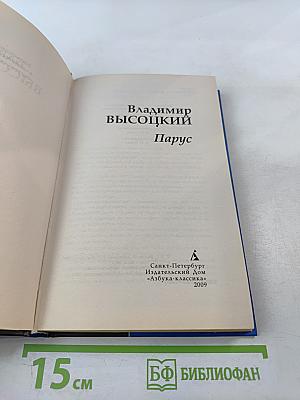 Владимир
ВЫСОЦКИЙ
Парус
Санкт-Петербург
Издательский Дом
«Азбука-классика»
2009
15 см
БФ БИБЛИОФАН